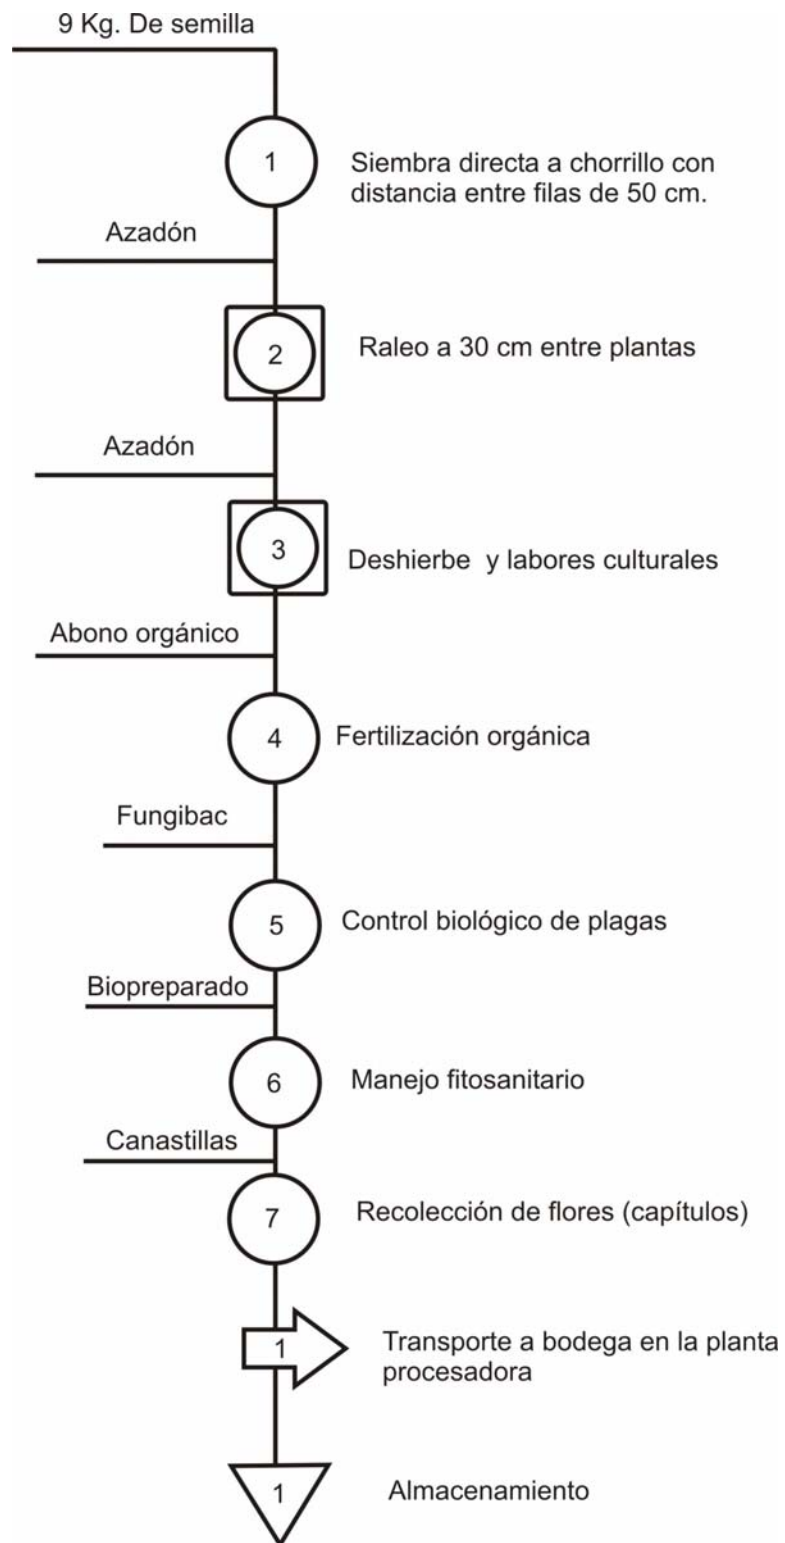 9 Kg. De semilla
1
Siembra directa a chorrillo con
distancia entre filas de 50 cm.
Azadón
2
Raleo a 30 cm entre plantas
Azadón
3
Deshierbe y labores culturales
Abono orgánico
4
Fertilización orgánica
Fungibac
5
Control biológico de plagas
Biopreparado
6
Manejo fitosanitario
Canastillas
7
Recolección de flores (capítulos)
1
Transporte a bodega en la planta
procesadora
1
Almacenamiento